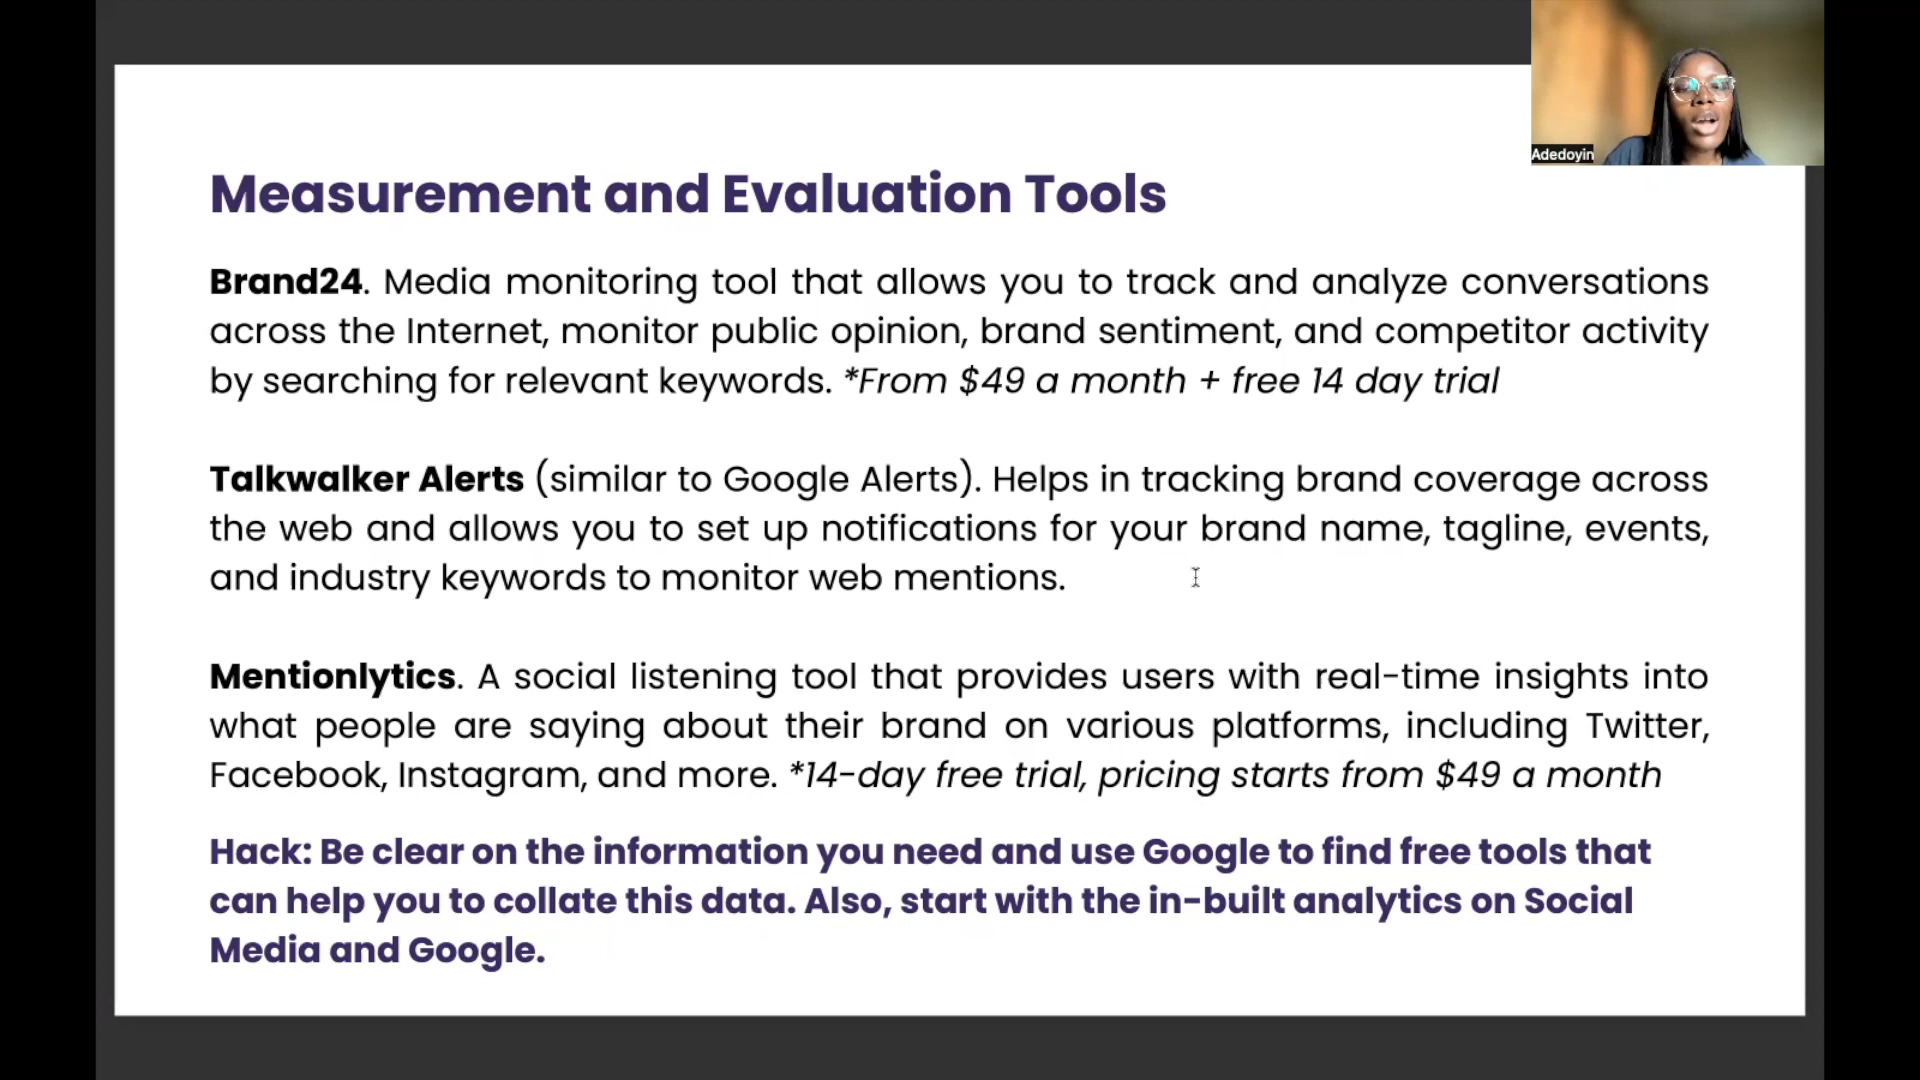 Adedoyin
Measurement and Evaluation Tools
Brand24. Media monitoring tool that allows you to track and analyze conversations
across the Internet, monitor public opinion, brand sentiment, and competitor activity
by searching for relevant keywords. *From $49 a month + free 14 day trial
Talkwalker Alerts (similar to Google Alerts). Helps in tracking brand coverage across
the web and allows you to set up notifications for your brand name, tagline, events,
and industry keywords to monitor web mentions.
Mentionlytics. A social listening tool that provides users with real-time insights into
what people are saying about their brand on various platforms, including Twitter,
Facebook, Instagram, and more. *14-day free trial, pricing starts from $49 a month
Hack: Be clear on the information you need and use Google to find free tools that
can help you to collate this data. Also, start with the in-built analytics on Social
Media and Google.